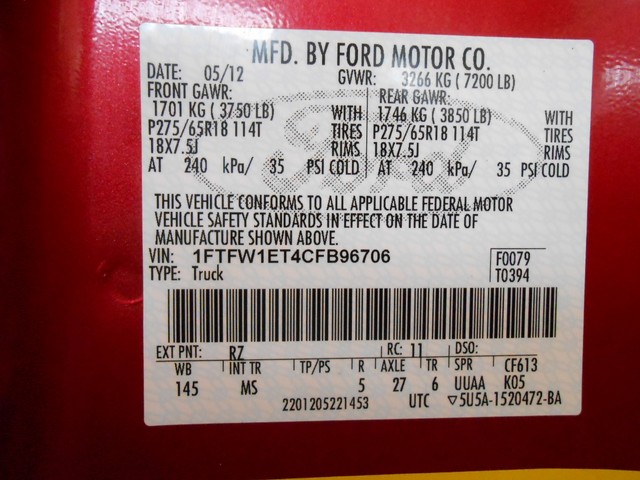 MFD. BY FORD MOTOR CO.
DATE: 05/12 GVWR: 3266 KG ( 7200 LB)
FRONT GAWR: REAR GAWR:
1701 KG ( 3750 LB) WITH 1746 KG ( 3850 LB) WITH
P275/65R18 114T TIRES P275/65R18 114T TIRES
18X7.5J RIMS 18X7.5J RIMS
AT 240 kPa/ 35 PSI COLD AT 240 kPa/ 35 PSI COLD
Ford
THIS VEHICLE CONFORMS TO ALL APPLICABLE FEDERAL MOTOR
VEHICLE SAFETY STANDARDS IN EFFECT ON THE DATE OF
MANUFACTURE SHOWN ABOVE.
VIN: 1FTFW1ET4CFB96706 F0079
TYPE: Truck T0394
EXT PNT: RZ RC: 11 DSO:
WB INT TR TP/PS R AXLE TR SPR CF613
145 MS 5 27 6 UUAA K05
2201205221453 UTC ▽5U5A-1520472-BA